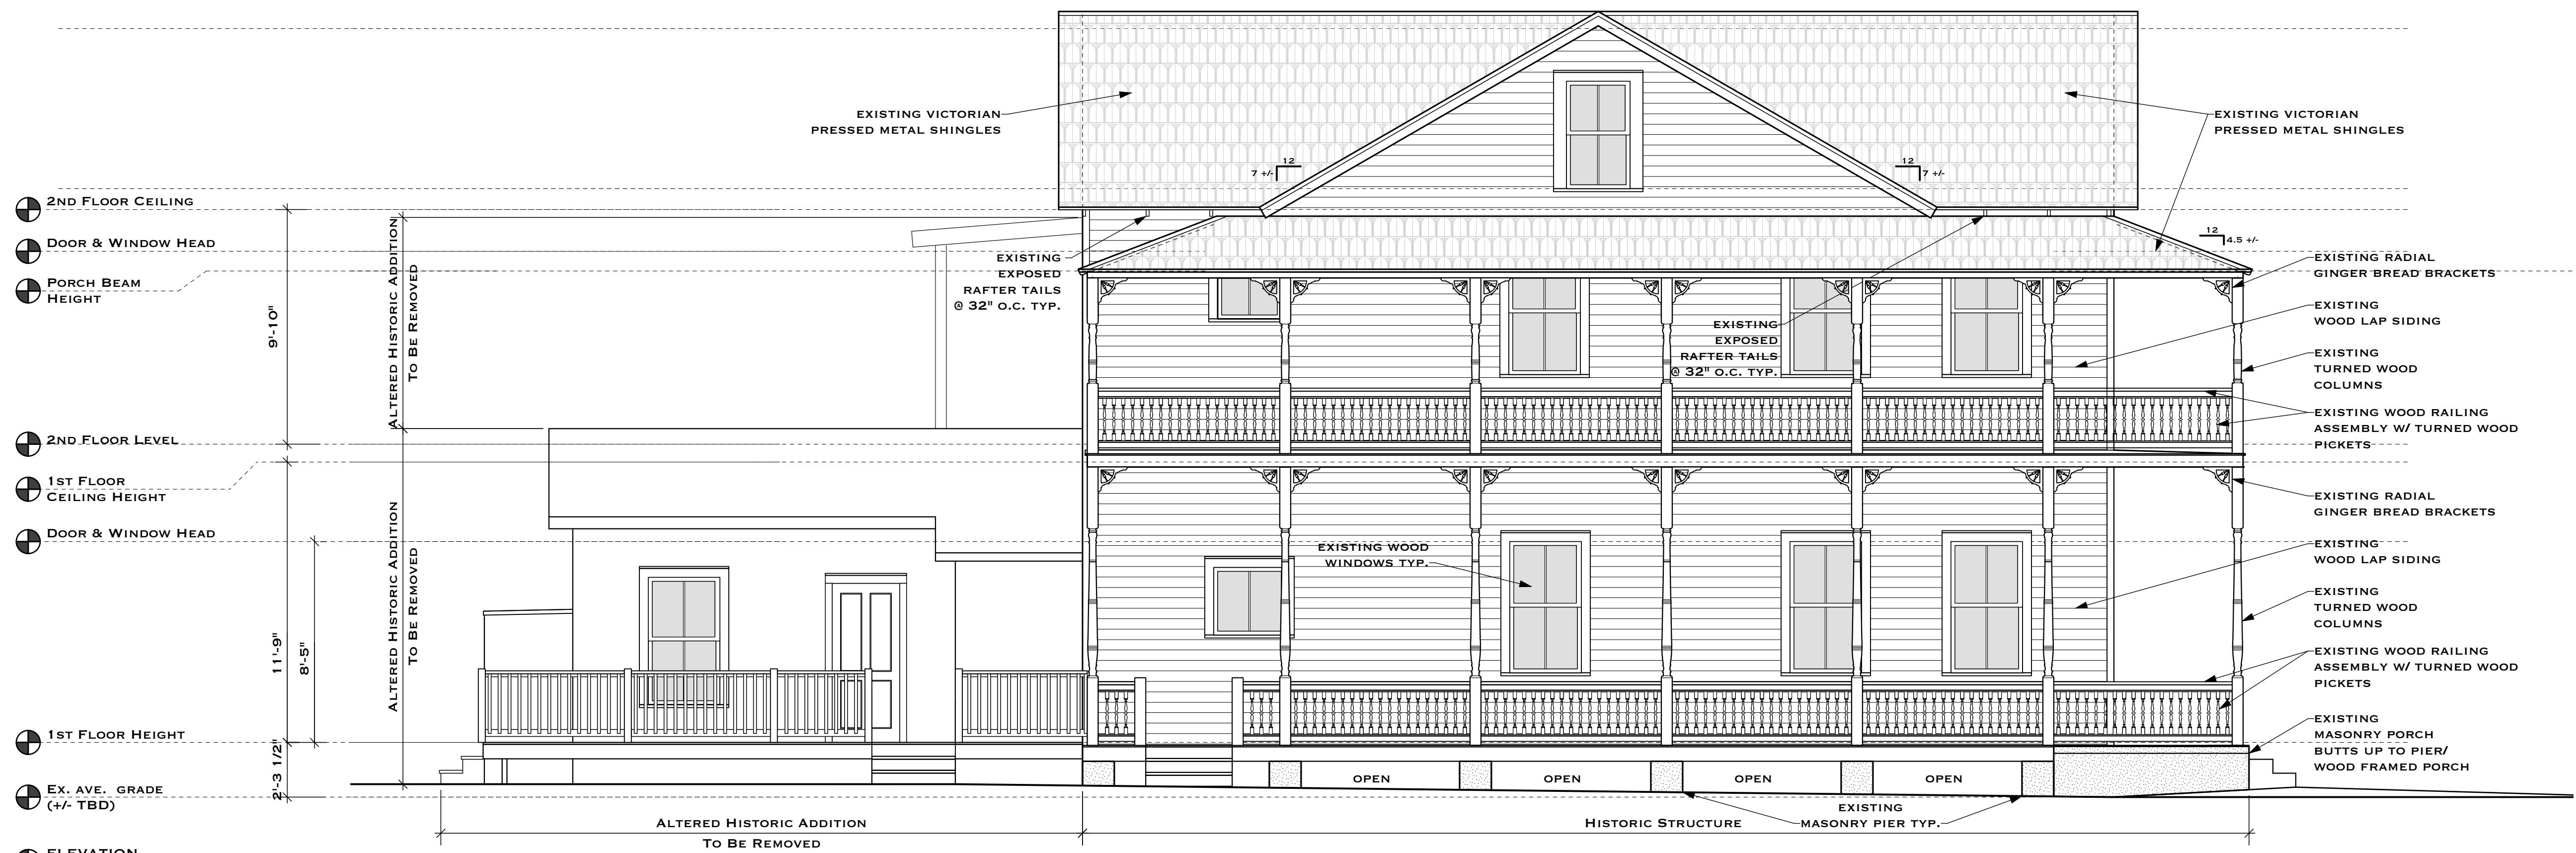 2ND FLOOR CEILING
DOOR & WINDOW HEAD
PORCH BEAM
HEIGHT
2ND FLOOR LEVEL
1ST FLOOR
CEILING HEIGHT
DOOR & WINDOW HEAD
1ST FLOOR HEIGHT
EX. AVE. GRADE
(+/- TBD)
ELEVATION
9'-10"
11'-9"
8'-5"
2'-3 1/2"
ALTERED HISTORIC ADDITION
TO BE REMOVED
ALTERED HISTORIC ADDITION
TO BE REMOVED
EXISTING VICTORIAN
PRESSED METAL SHINGLES
12
7 +/-
12
7 +/-
EXISTING VICTORIAN
PRESSED METAL SHINGLES
12
4.5 +/-
EXISTING
EXPOSED
RAFTER TAILS
@ 32" O.C. TYP.
EXISTING
EXPOSED
RAFTER TAILS
@ 32" O.C. TYP.
EXISTING WOOD
WINDOWS TYP.
EXISTING RADIAL
GINGER BREAD BRACKETS
EXISTING
WOOD LAP SIDING
EXISTING
TURNED WOOD
COLUMNS
EXISTING WOOD RAILING
ASSEMBLY W/ TURNED WOOD
PICKETS
EXISTING RADIAL
GINGER BREAD BRACKETS
EXISTING
WOOD LAP SIDING
EXISTING
TURNED WOOD
COLUMNS
EXISTING WOOD RAILING
ASSEMBLY W/ TURNED WOOD
PICKETS
EXISTING
MASONRY PORCH
BUTTS UP TO PIER/
WOOD FRAMED PORCH
OPEN
OPEN
OPEN
OPEN
EXISTING
MASONRY PIER TYP.
ALTERED HISTORIC ADDITION
TO BE REMOVED
HISTORIC STRUCTURE